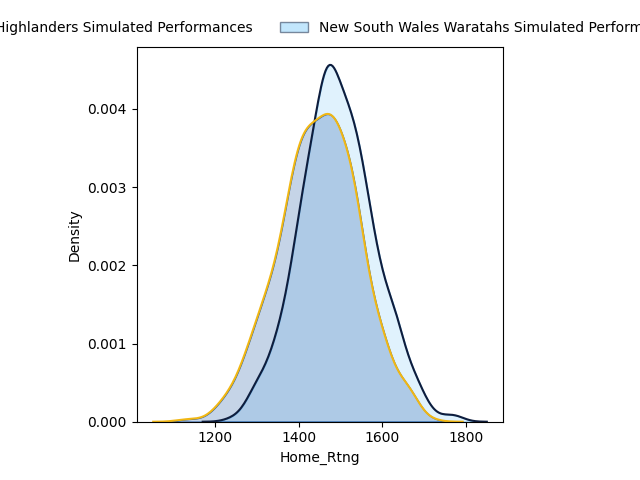 Highlanders Simulated Performances
New South Wales Waratahs Simulated Perform
0.004
0.003
0.002
0.001
0.000
Density
1200 1400 1600 1800
Home_Rtng